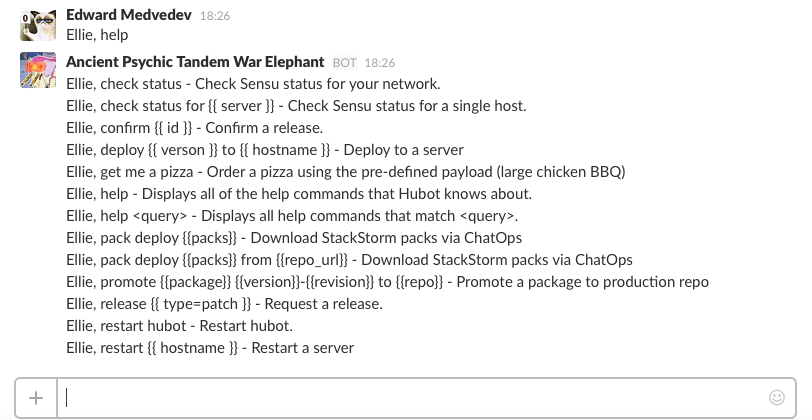 Edward Medvedev 18:26
Ellie, help
Ancient Psychic Tandem War Elephant BOT 18:26
Ellie, check status - Check Sensu status for your network.
Ellie, check status for {{ server }} - Check Sensu status for a single host.
Ellie, confirm {{ id }} - Confirm a release.
Ellie, deploy {{ verson }} to {{ hostname }} - Deploy to a server
Ellie, get me a pizza - Order a pizza using the pre-defined payload (large chicken BBQ)
Ellie, help - Displays all of the help commands that Hubot knows about.
Ellie, help <query> - Displays all help commands that match <query>.
Ellie, pack deploy {{packs}} - Download StackStorm packs via ChatOps
Ellie, pack deploy {{packs}} from {{repo_url}} - Download StackStorm packs via ChatOps
Ellie, promote {{package}} {{version}}-{{revision}} to {{repo}} - Promote a package to production repo
Ellie, release {{ type=patch }} - Request a release.
Ellie, restart hubot - Restart hubot.
Ellie, restart {{ hostname }} - Restart a server